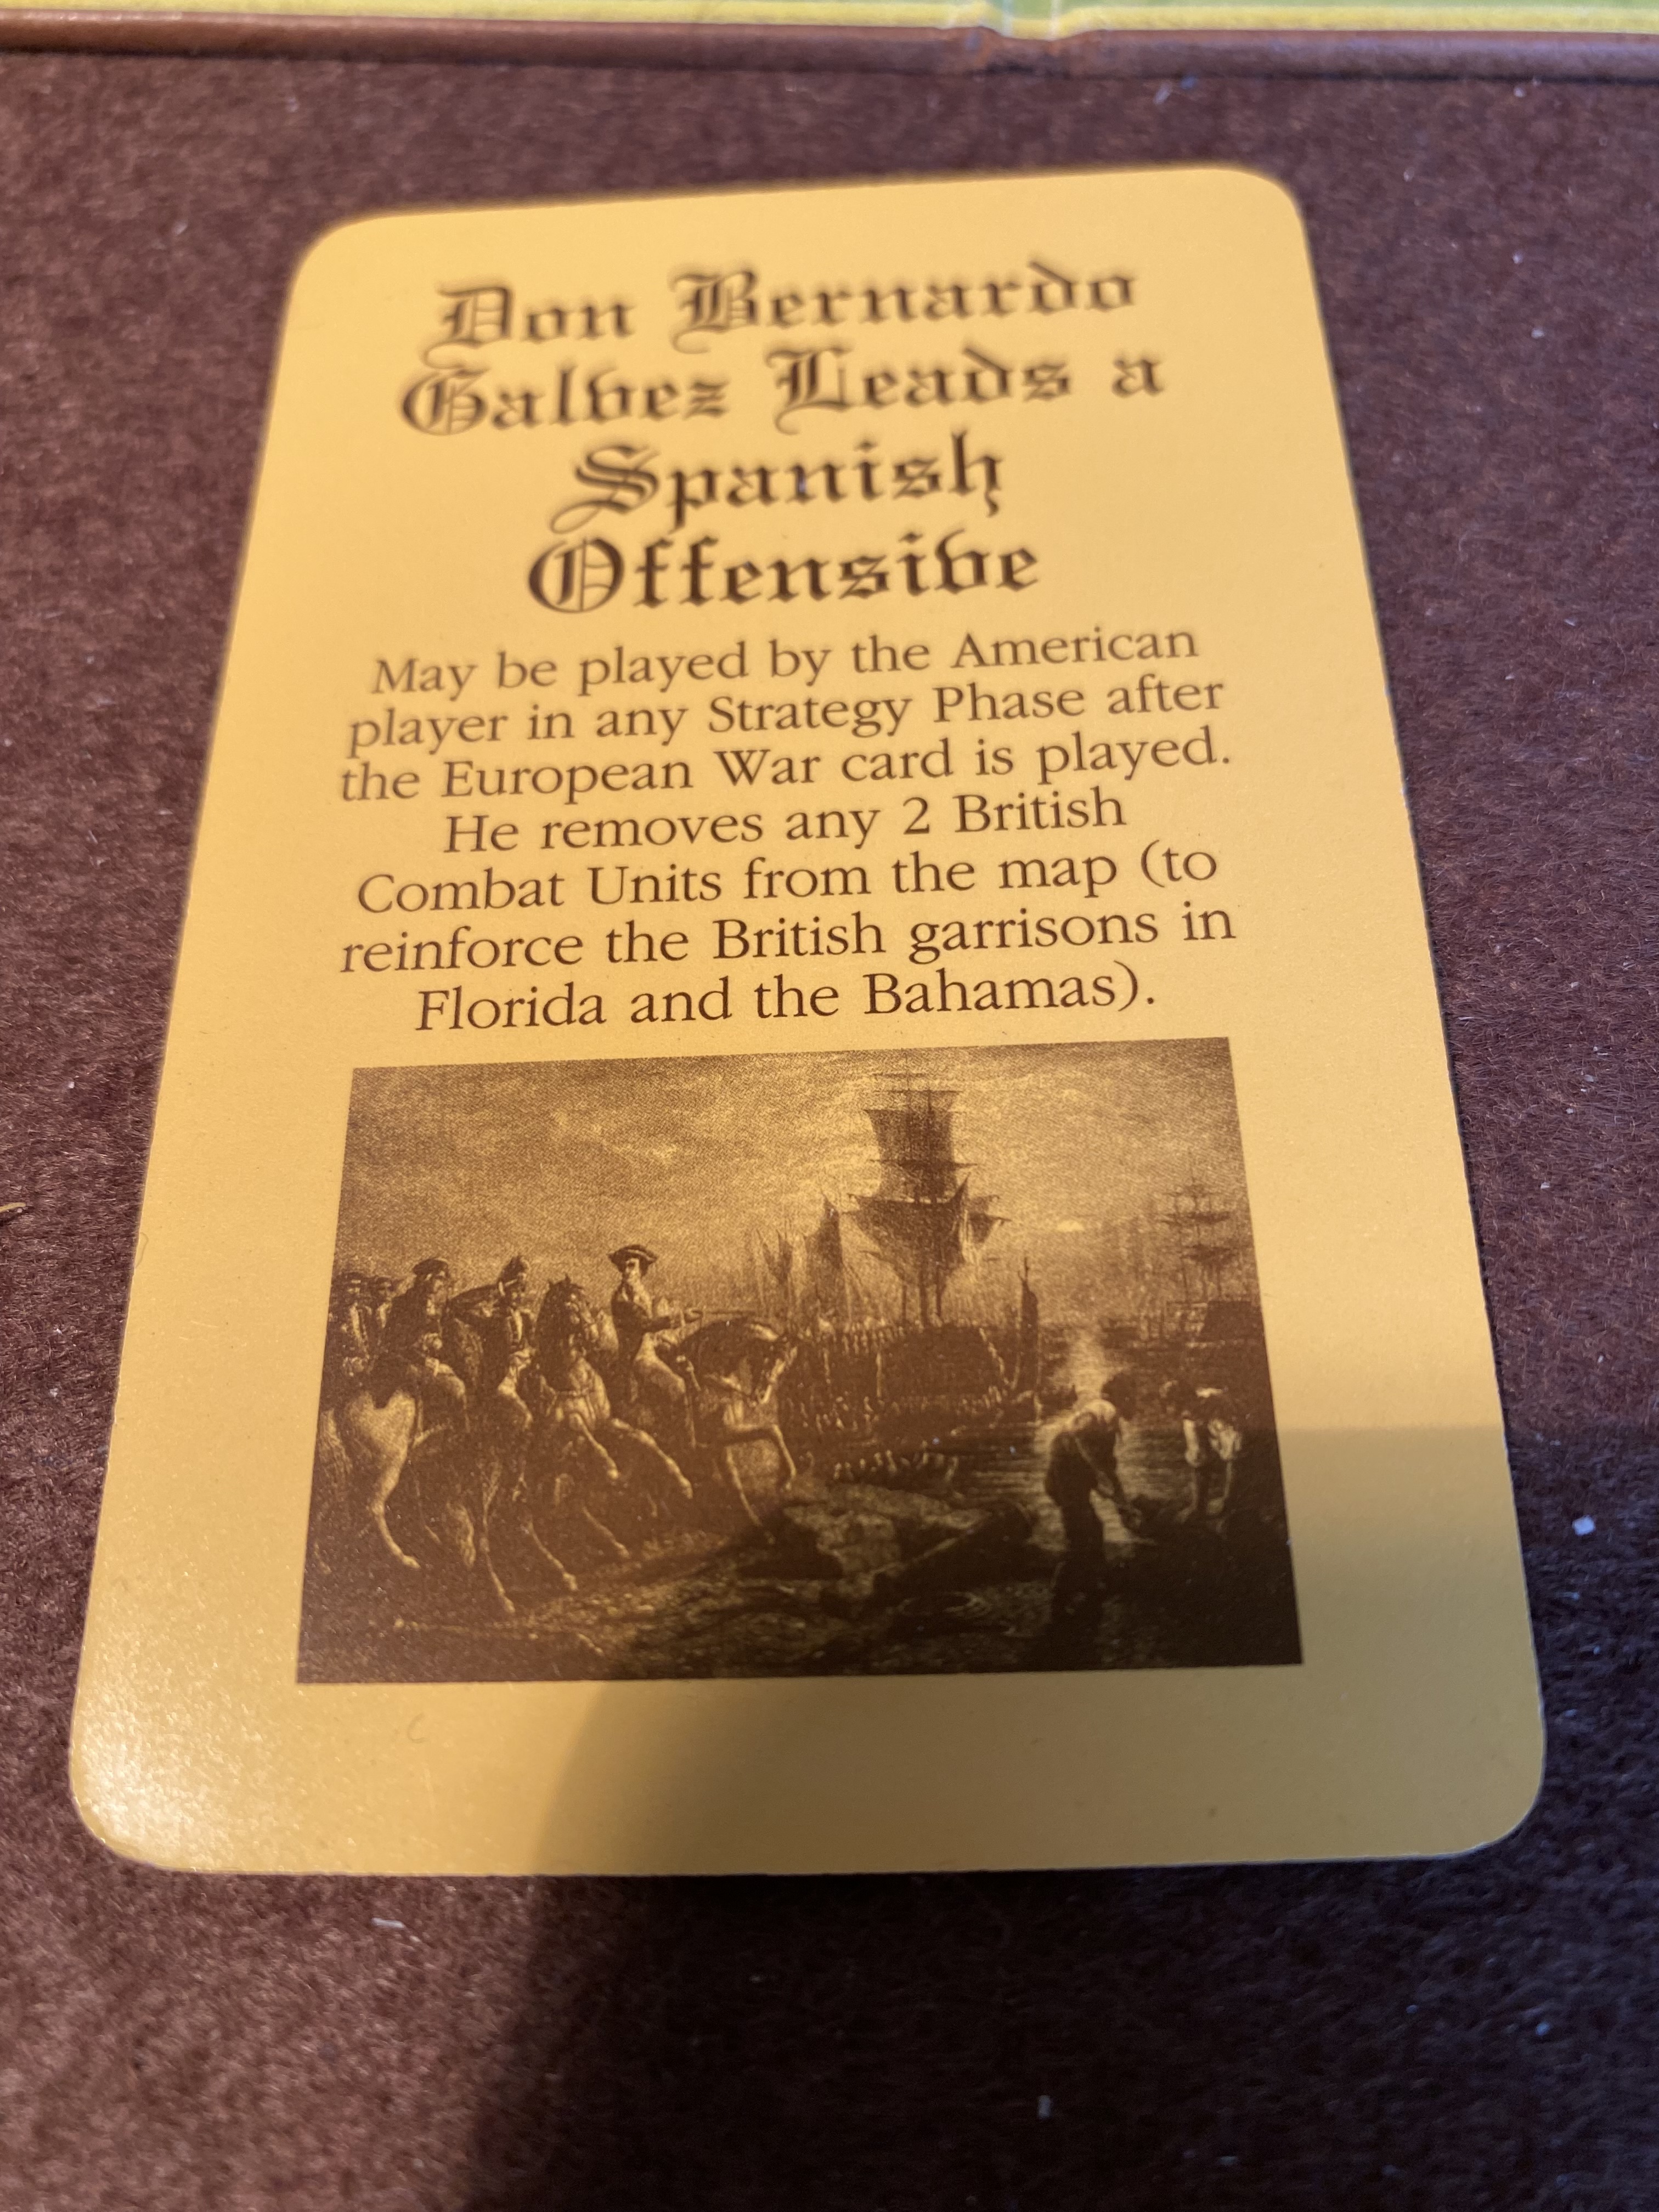 Don Bernardo
Galvez Leads a
Spanish
Offensive
May be played by the American
player in any Strategy Phase after
the European War card is played.
He removes any 2 British
Combat Units from the map (to
reinforce the British garrisons in
Florida and the Bahamas).